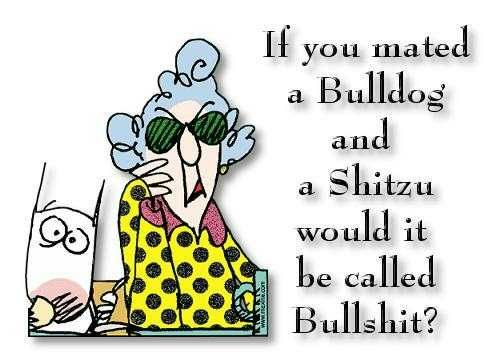 If you mated
a Bulldog
and
a Shitzu
would it
be called
Bullshit?